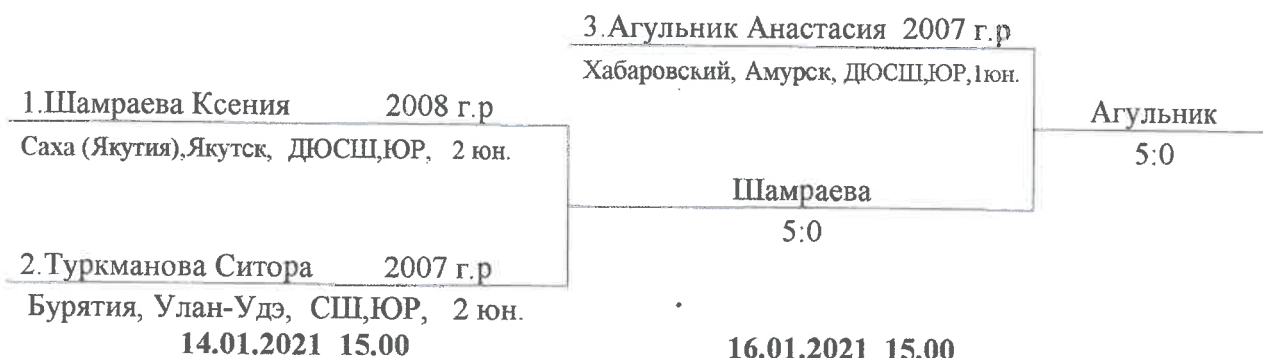 3.Агульник Анастасия 2007 г.р
Хабаровский, Амурск, ДЮСШ,ЮР,1юн.
1.Шамраева Ксения 2008 г.р
Саха (Якутия),Якутск, ДЮСШ,ЮР, 2 юн.
Агульник
5:0
Шамраева
5:0
2.Туркманова Ситора 2007 г.р
Бурятия, Улан-Удэ, СШ,ЮР, 2 юн.
14.01.2021 15.00
16.01.2021 15.00